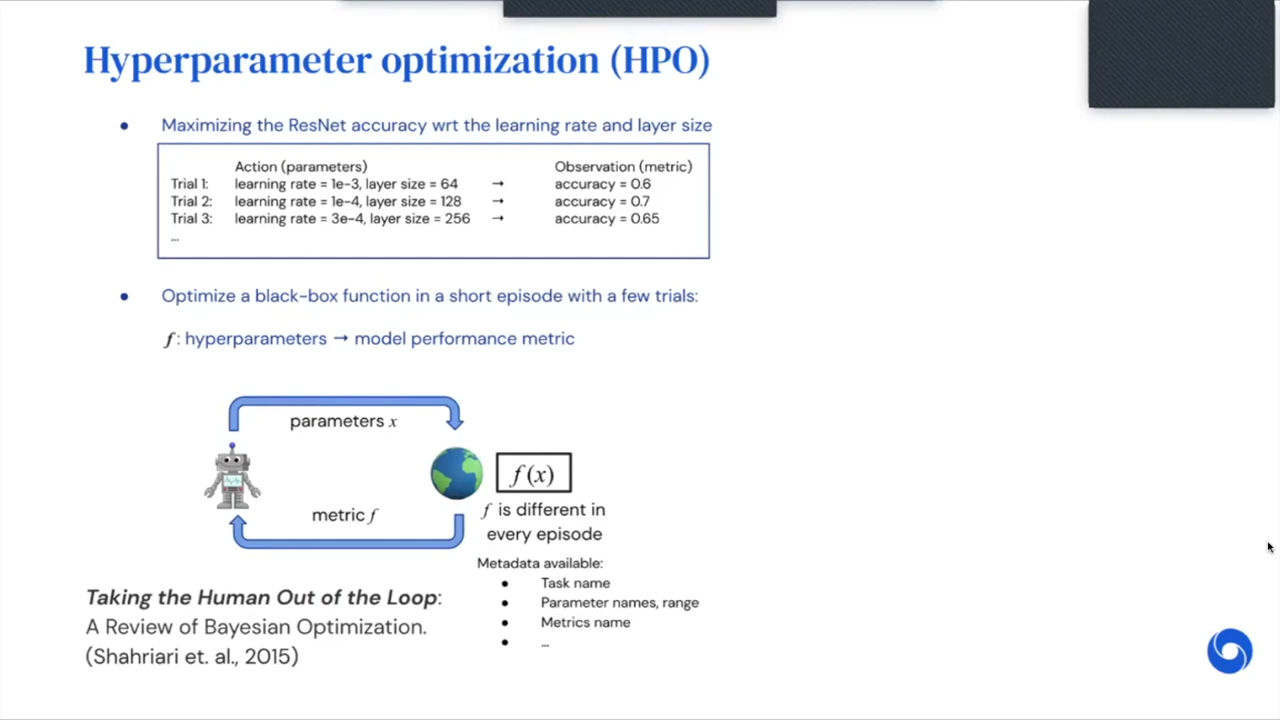 Hyperparameter optimization (HPO)
● Maximizing the ResNet accuracy wrt the learning rate and layer size
Action (parameters) Observation (metric)
Trial 1: learning rate = 1e-3, layer size = 64 → accuracy = 0.6
Trial 2: learning rate = 1e-4, layer size = 128 → accuracy = 0.7
Trial 3: learning rate = 3e-4, layer size = 256 → accuracy = 0.65
...
● Optimize a black-box function in a short episode with a few trials:
f: hyperparameters → model performance metric
parameters x
f(x)
metric f
f is different in
every episode
Metadata available:
● Task name
● Parameter names, range
● Metrics name
● ...
Taking the Human Out of the Loop:
A Review of Bayesian Optimization.
(Shahriari et. al., 2015)